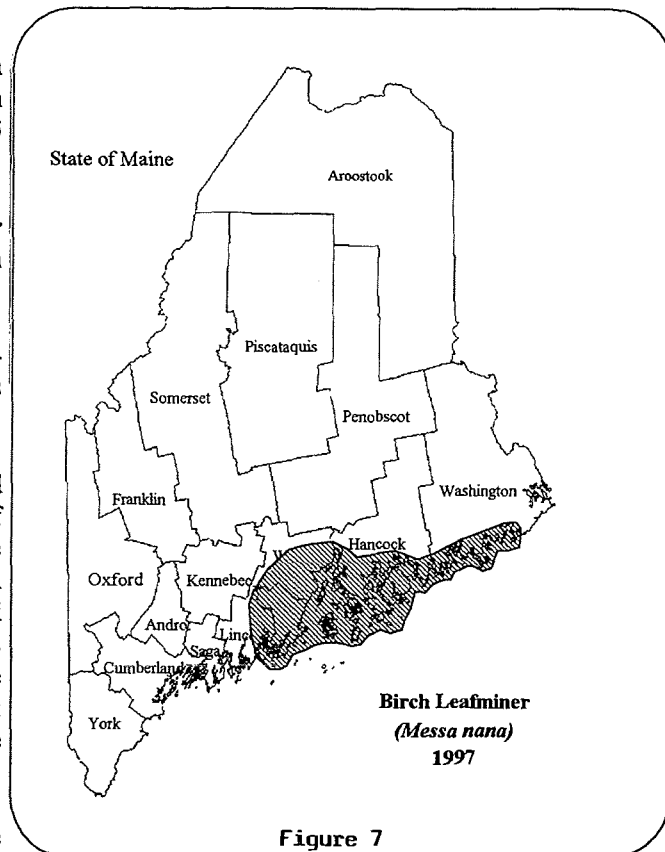 State of Maine
Aroostook
Piscataquis
Somerset
Penobscot
Washington
Franklin
Hancock
Oxford
Kennebec
Andro
Linc
Saga
Cumberland
York
Birch Leafminer
(Messa nana)
1997
Figure 7